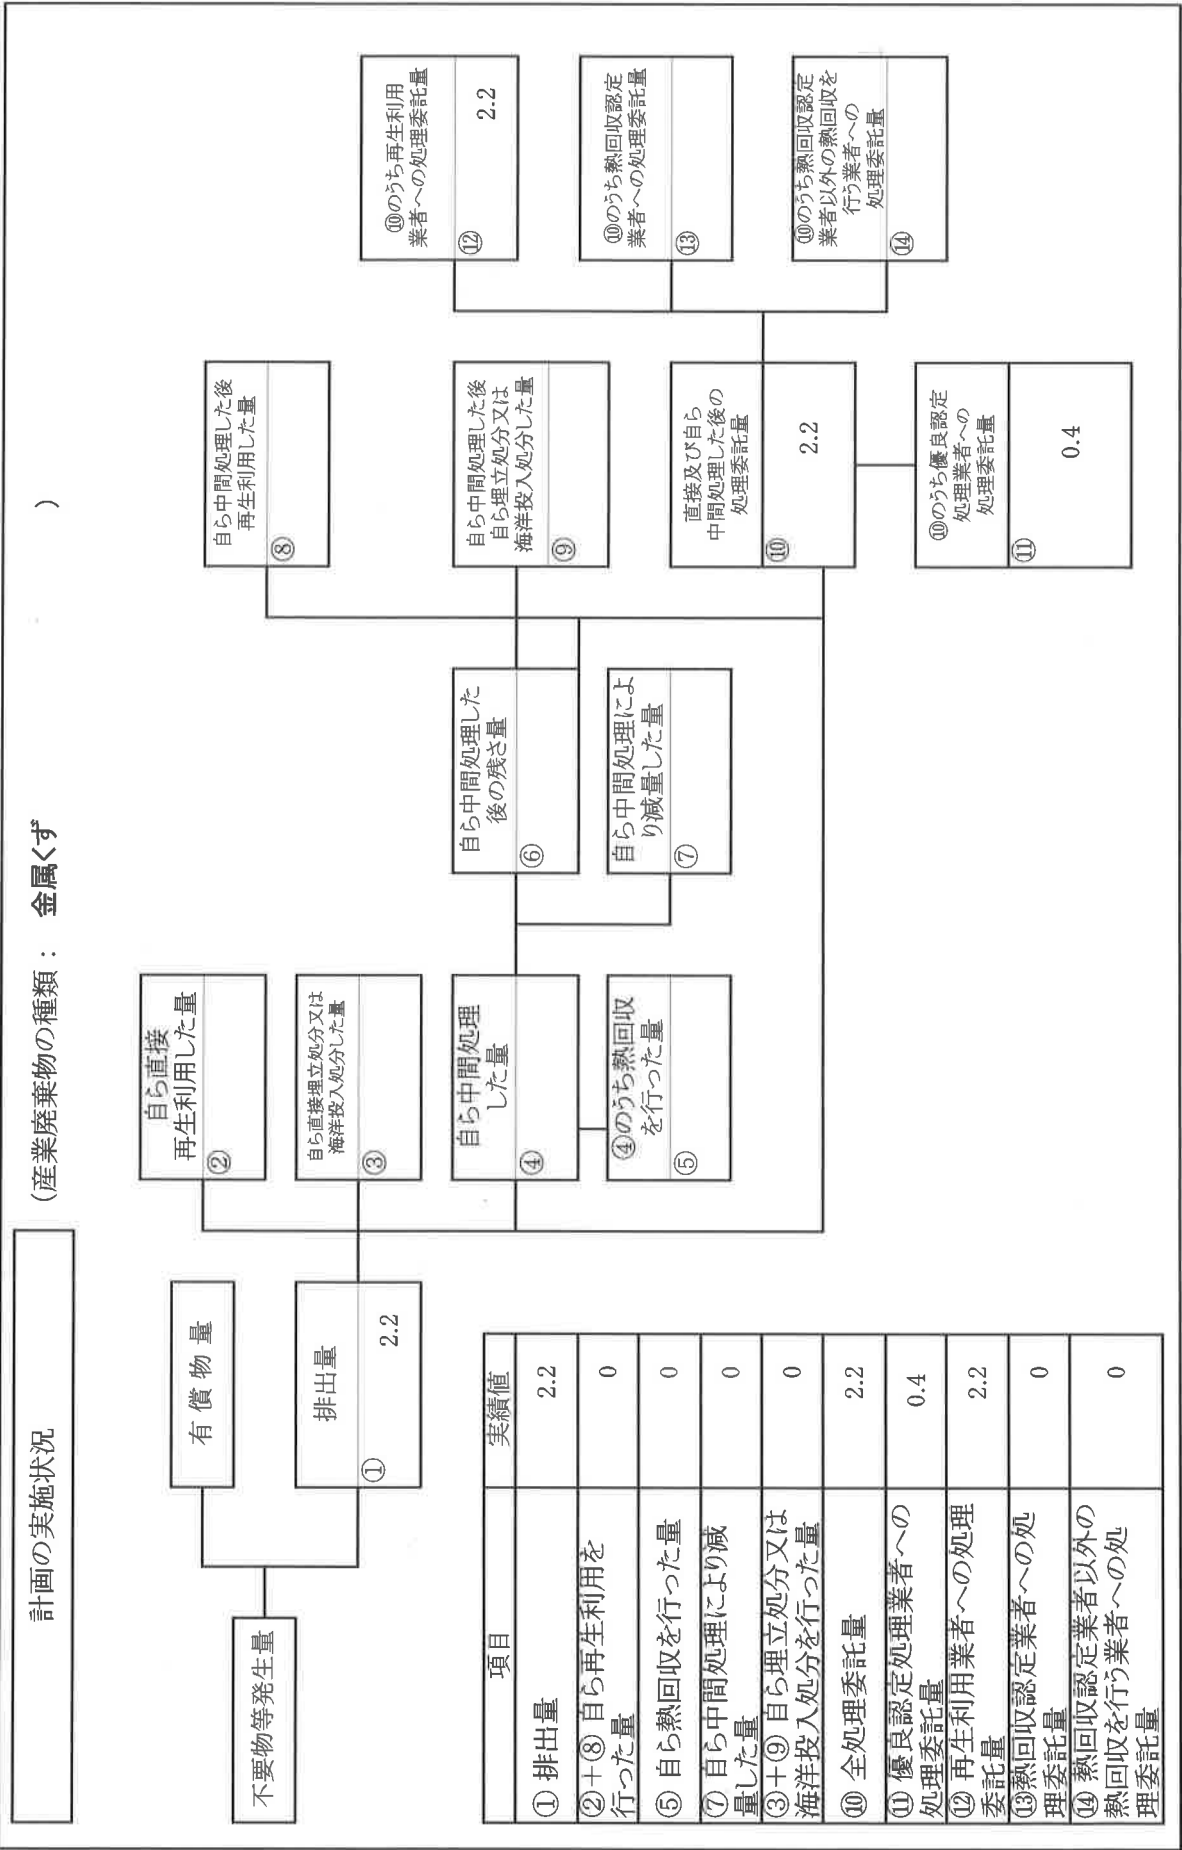 計画の実施状況
(産業廃棄物の種類： 金属くず )
不要物等発生量
有 償 物 量
排出量
①
2.2
自ら直接
再生利用した量
②
自ら直接埋立処分又は
海洋投入処分した量
③
自ら中間処理
した量
④
④のうち熱回収
を行った量
⑤
自ら中間処理した
後の残さ量
⑥
自ら中間処理によ
り減量した量
⑦
自ら中間処理した後
再生利用した量
⑧
自ら中間処理した後
自ら埋立処分又は
海洋投入処分した量
⑨
直接及び自ら
中間処理した後の
処理委託量
⑩
2.2
⑩のうち優良認定
処理業者への
処理委託量
⑪
0.4
⑩のうち再生利用
業者への処理委託量
⑫
2.2
⑩のうち熱回収認定
業者への処理委託量
⑬
⑩のうち熱回収認定
業者以外の熱回収を
行う業者への
処理委託量
⑭
項目 実績値
① 排出量 2.2
②＋⑧ 自ら再生利用を
行った量 0
⑤ 自ら熱回収を行った量 0
⑦ 自ら中間処理により減
量した量 0
③＋⑨ 自ら埋立処分又は
海洋投入処分を行った量 0
⑩ 全処理委託量 2.2
⑪ 優良認定処理業者への
処理委託量 0.4
⑫ 再生利用業者への処理
委託量 2.2
⑬熱回収認定業者への処
理委託量 0
⑭ 熱回収認定業者以外の
熱回収を行う業者への処
理委託量 0